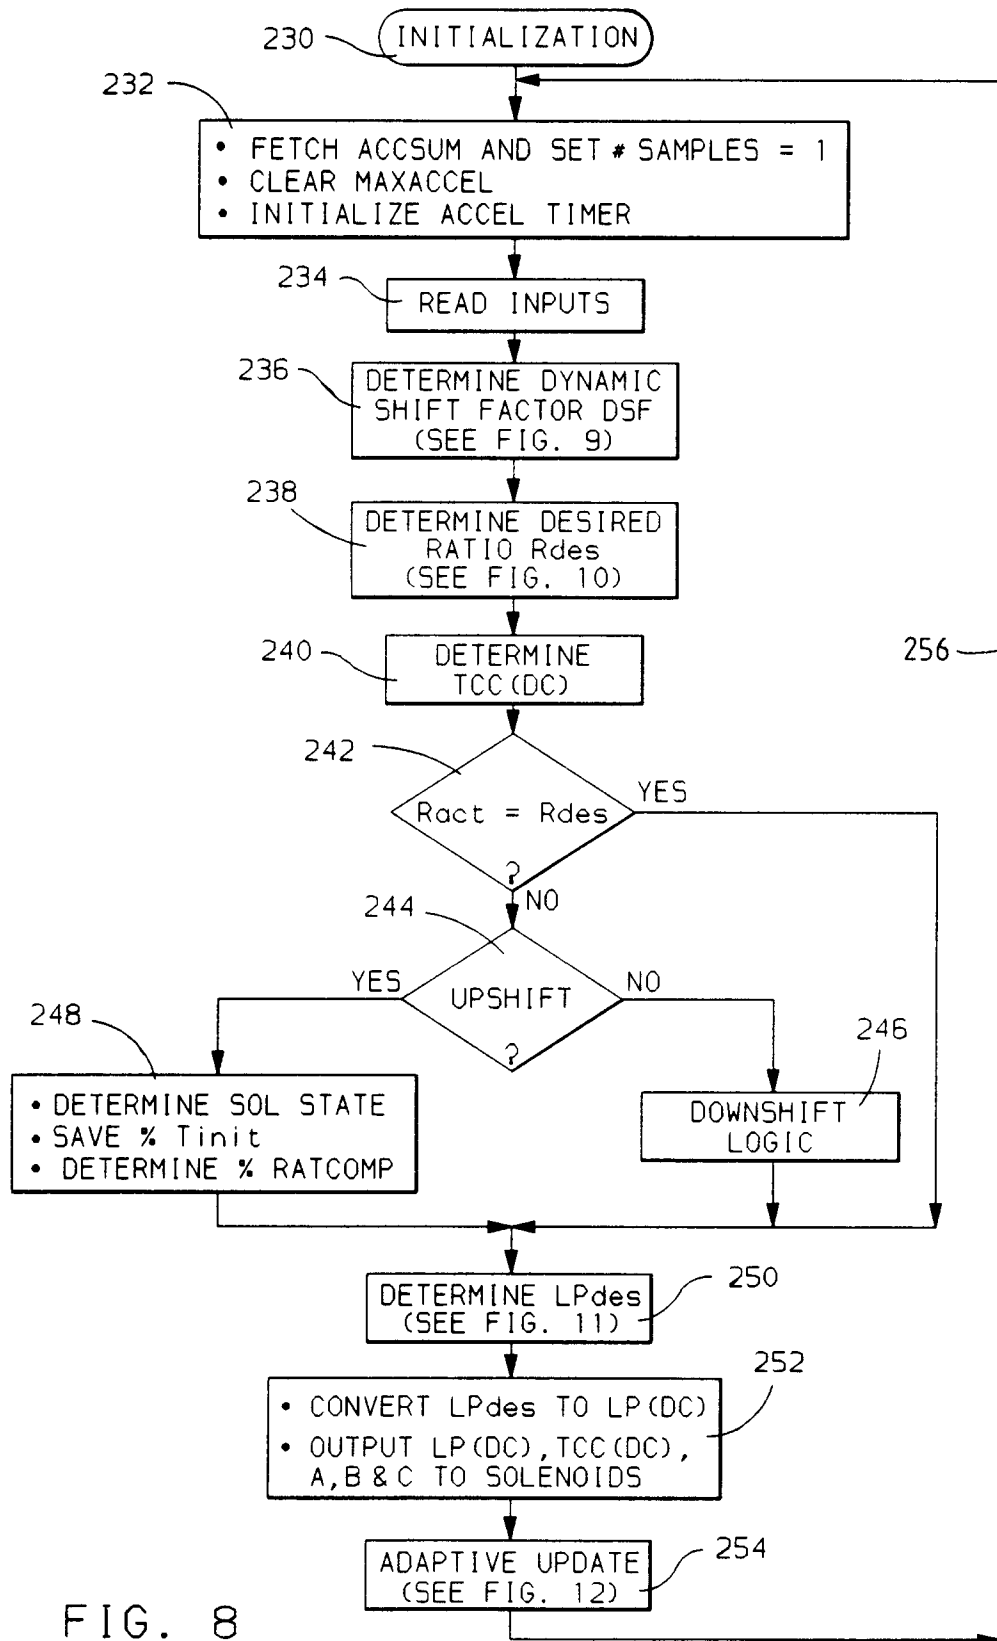 230
INITIALIZATION
232
• FETCH ACCSUM AND SET # SAMPLES = 1
• CLEAR MAXACCEL
• INITIALIZE ACCEL TIMER
234
READ INPUTS
236
DETERMINE DYNAMIC
SHIFT FACTOR DSF
(SEE FIG. 9)
238
DETERMINE DESIRED
RATIO Rdes
(SEE FIG. 10)
240
DETERMINE
TCC(DC)
256
242
Ract = Rdes
?
YES
NO
244
UPSHIFT
?
YES
NO
248
• DETERMINE SOL STATE
• SAVE % Tinit
• DETERMINE % RATCOMP
246
DOWNSHIFT
LOGIC
250
DETERMINE LPdes
(SEE FIG. 11)
252
• CONVERT LPdes TO LP(DC)
• OUTPUT LP(DC), TCC(DC),
A, B & C TO SOLENOIDS
254
ADAPTIVE UPDATE
(SEE FIG. 12)
FIG. 8